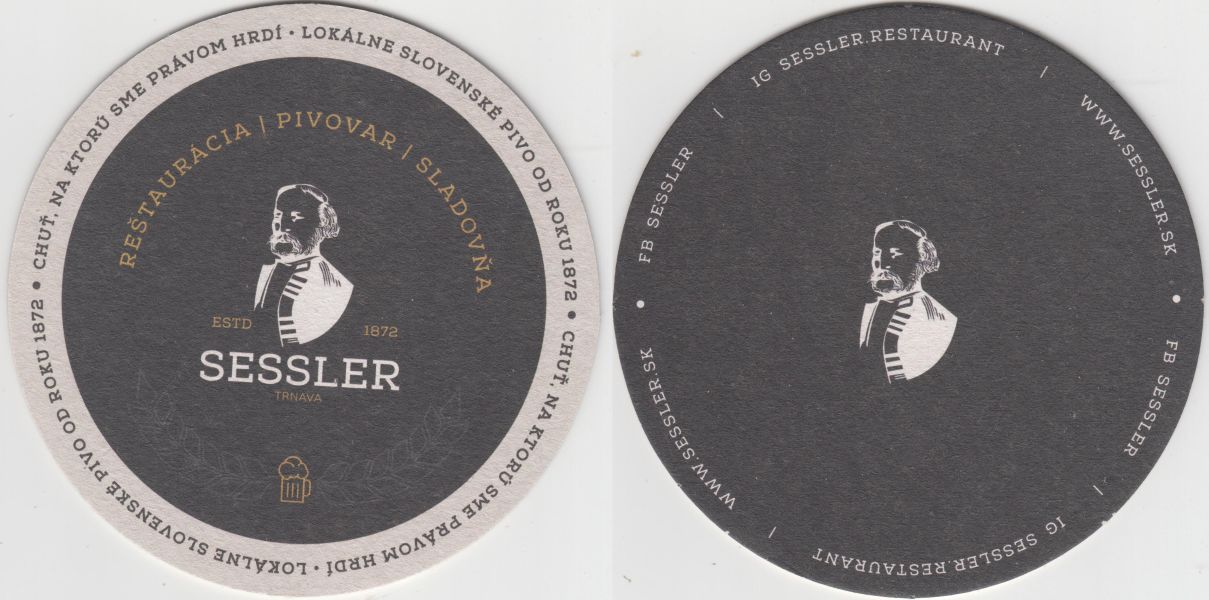 CHUŤ, NA KTORÚ SME PRÁVOM HRDÍ • LOKÁLNE SLOVENSKÉ PIVO OD ROKU 1872 •
CHUŤ, NA KTORÚ SME PRÁVOM HRDÍ • LOKÁLNE SLOVENSKÉ PIVO OD ROKU 1872 •
REŠTAURÁCIA | PIVOVAR | SLADOVŇA
ESTD 1872
SESSLER
TRNAVA
FB SESSLER | IG SESSLER.RESTAURANT | WWW.SESSLER.SK •
FB SESSLER | IG SESSLER.RESTAURANT | WWW.SESSLER.SK •